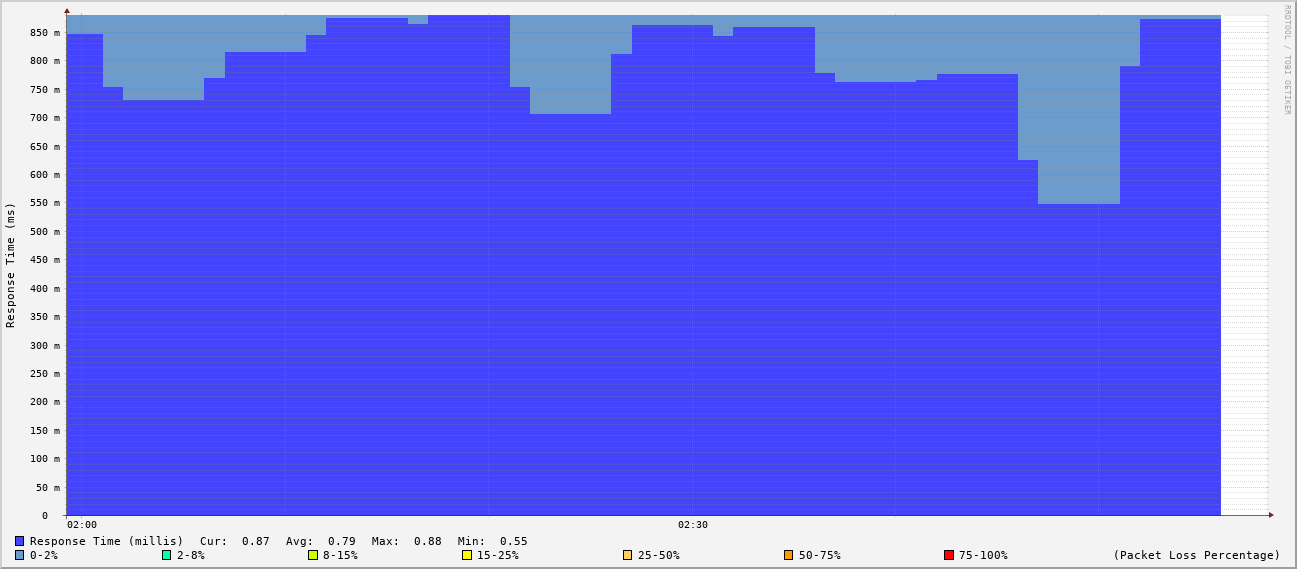 RRDTOOL / TOBI OETIKER
Response Time (ms)
850 m
800 m
750 m
700 m
650 m
600 m
550 m
500 m
450 m
400 m
350 m
300 m
250 m
200 m
150 m
100 m
50 m
0
02:00 02:30
Response Time (millis) Cur: 0.87 Avg: 0.79 Max: 0.88 Min: 0.55
0-2% 2-8% 8-15% 15-25% 25-50% 50-75% 75-100% (Packet Loss Percentage)